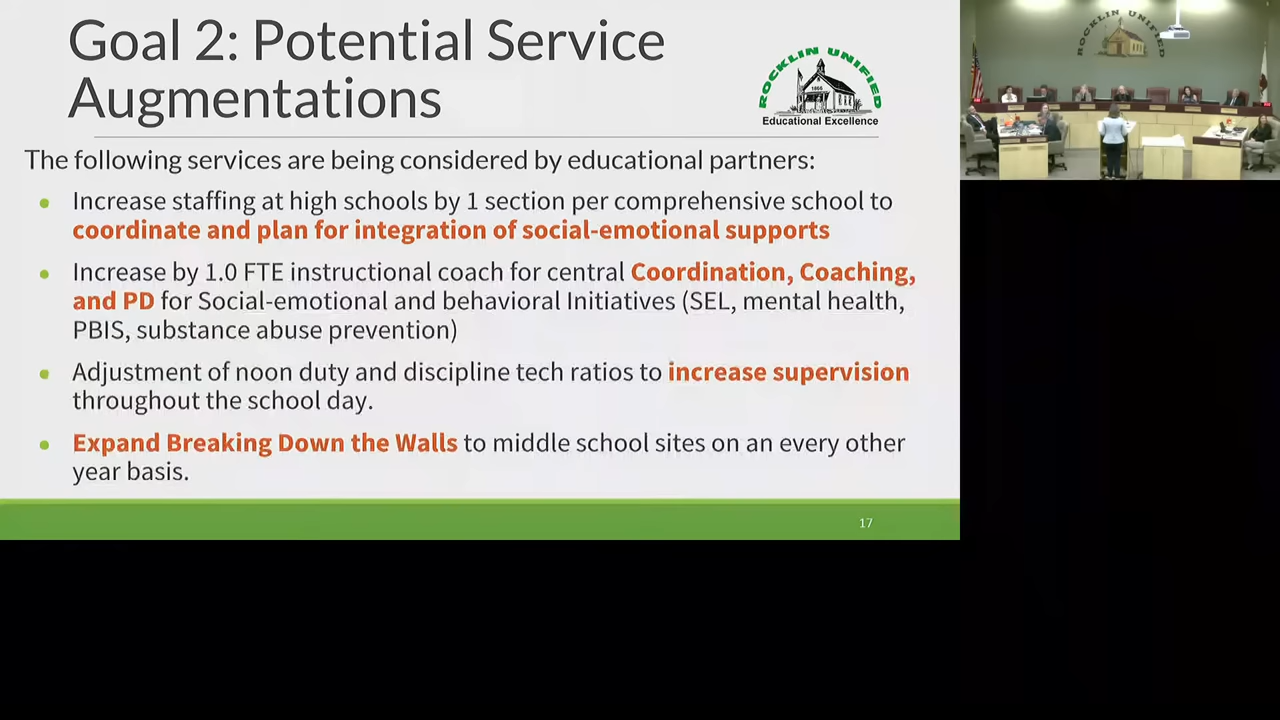 Goal 2: Potential Service
Augmentations
ROCKLIN UNIFIED
1866
Educational Excellence
The following services are being considered by educational partners:
Increase staffing at high schools by 1 section per comprehensive school to
coordinate and plan for integration of social-emotional supports
Increase by 1.0 FTE instructional coach for central Coordination, Coaching,
and PD for Social-emotional and behavioral Initiatives (SEL, mental health,
PBIS, substance abuse prevention)
Adjustment of noon duty and discipline tech ratios to increase supervision
throughout the school day.
Expand Breaking Down the Walls to middle school sites on an every other
year basis.
17
ROCKLIN UNIFIED